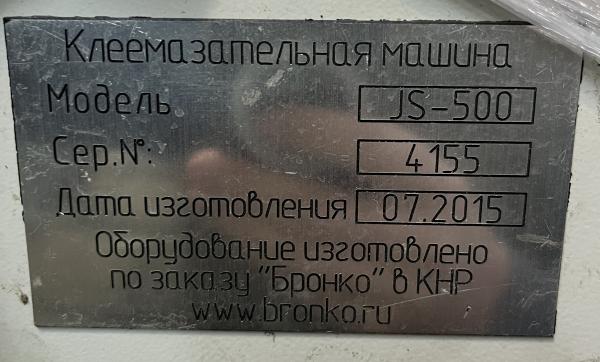 Клеемазательная машина
Модель JS-500
Сер.№: 4155
Дата изготовления 07.2015
Оборудование изготовлено
по заказу "Бронко" в КНР
www.bronko.ru